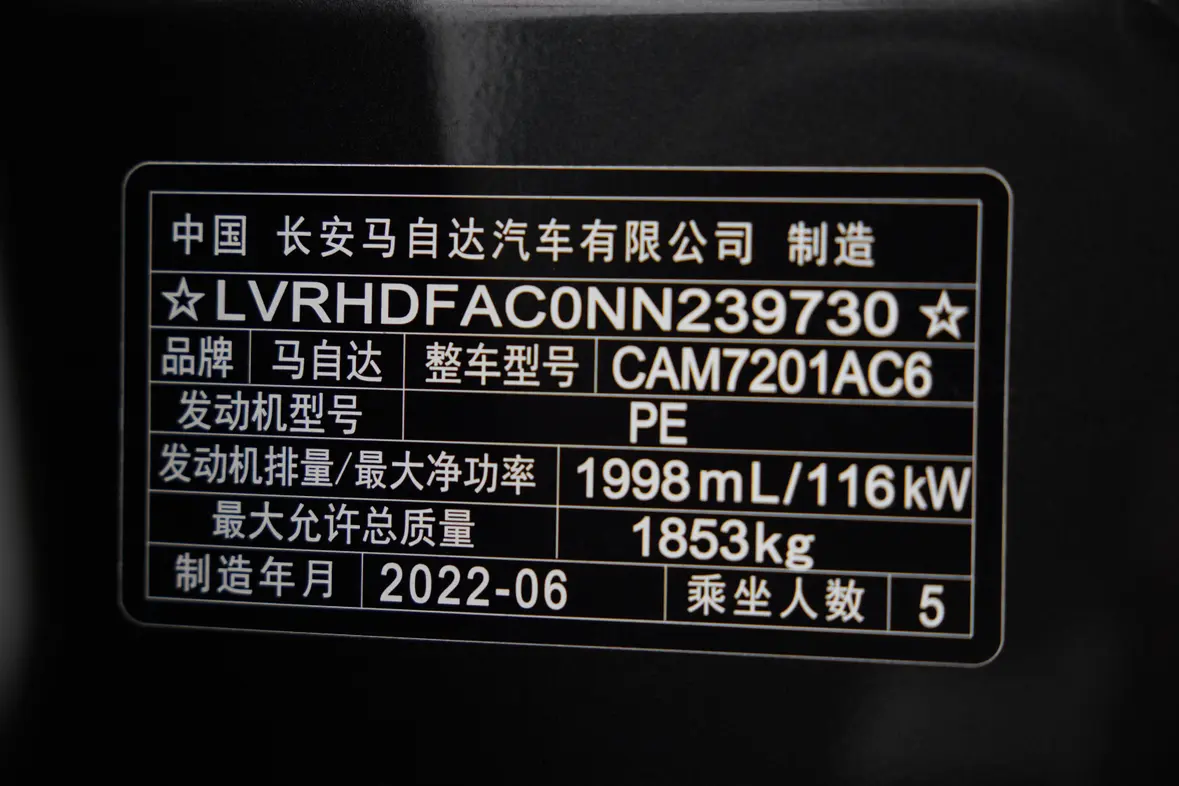 中国 长安马自达汽车有限公司 制造
☆LVRHDFAC0NN239730☆
品牌 马自达 整车型号 CAM7201AC6
发动机型号 PE
发动机排量/最大净功率 1998mL/116kW
最大允许总质量 1853kg
制造年月 2022-06 乘坐人数 5